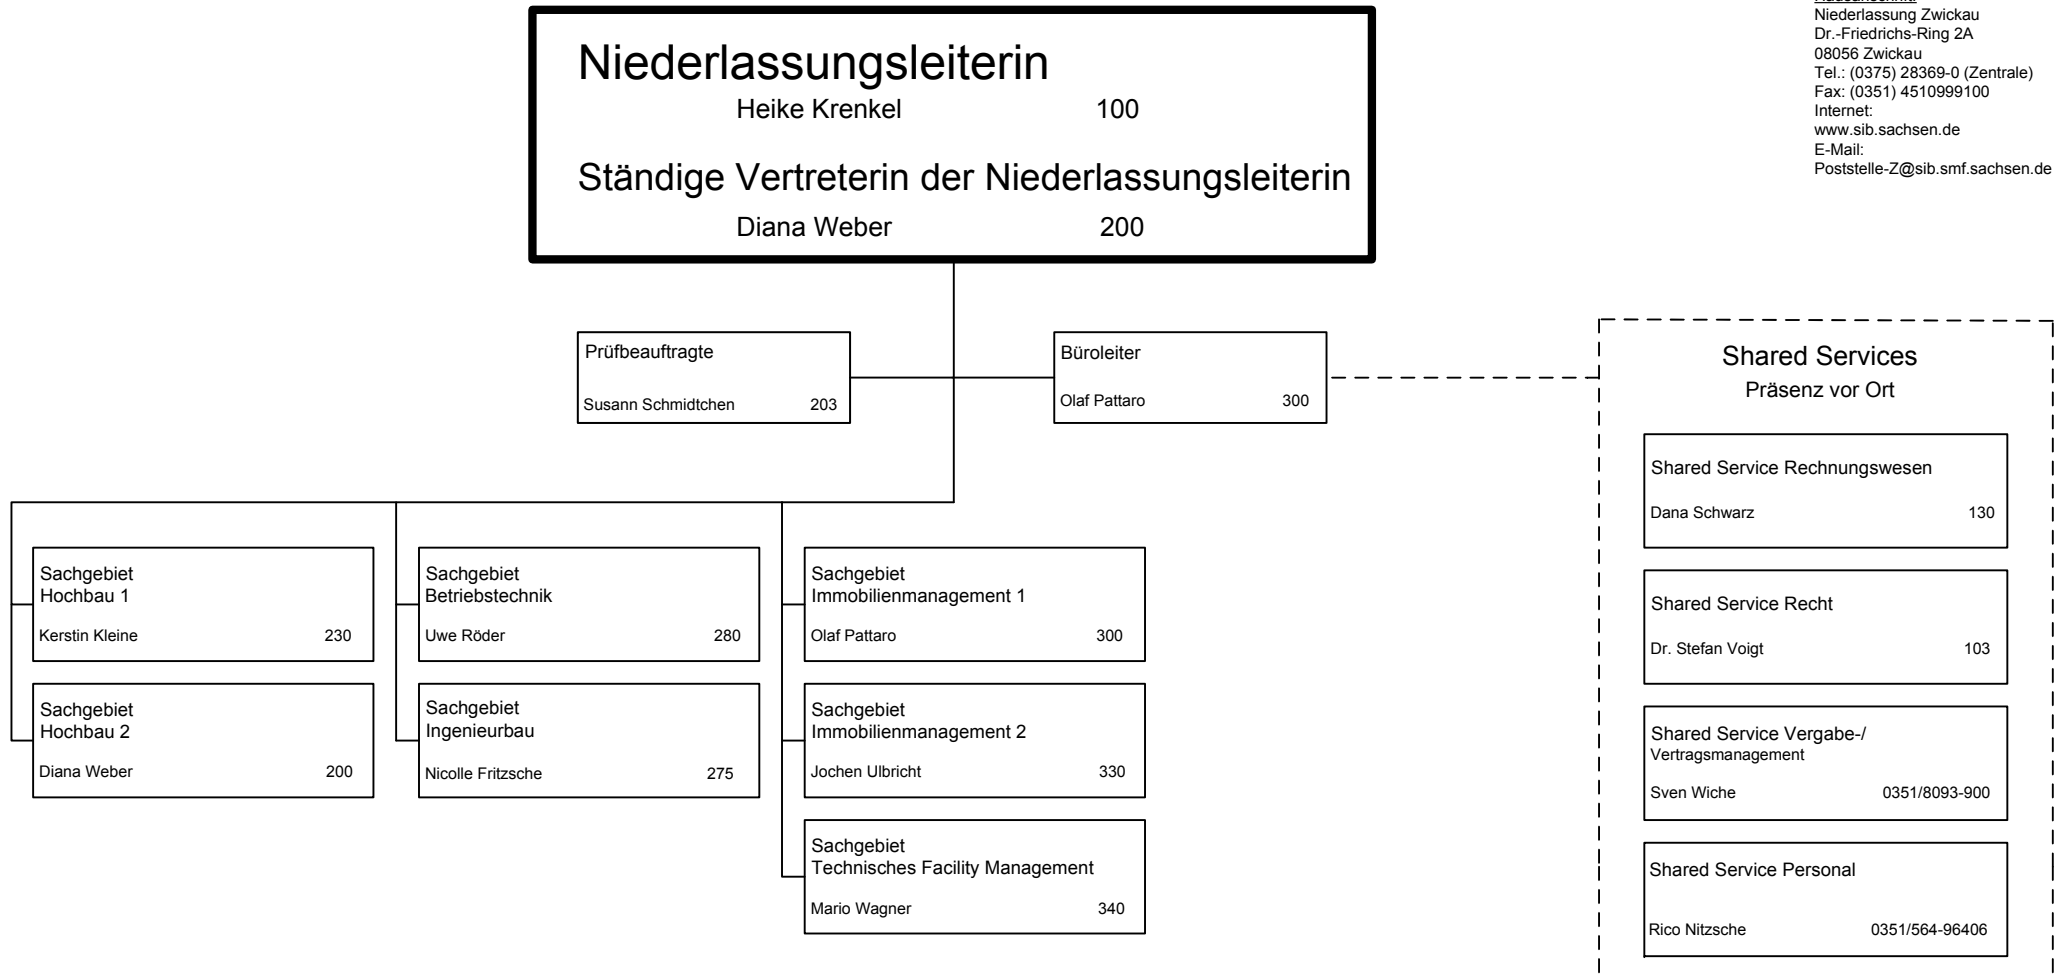 Niederlassung Zwickau
Dr.-Friedrichs-Ring 2A
08056 Zwickau
Tel.: (0375) 28369-0 (Zentrale)
Fax: (0351) 4510999100
Internet:
www.sib.sachsen.de
E-Mail:
Poststelle-Z@sib.smf.sachsen.de
Niederlassungsleiterin
Heike Krenkel 100
Ständige Vertreterin der Niederlassungsleiterin
Diana Weber 200
Prüfbeauftragte
Susann Schmidtchen 203
Büroleiter
Olaf Pattaro 300
Sachgebiet
Hochbau 1
Kerstin Kleine 230
Sachgebiet
Hochbau 2
Diana Weber 200
Sachgebiet
Betriebstechnik
Uwe Röder 280
Sachgebiet
Ingenieurbau
Nicolle Fritzsche 275
Sachgebiet
Immobilienmanagement 1
Olaf Pattaro 300
Sachgebiet
Immobilienmanagement 2
Jochen Ulbricht 330
Sachgebiet
Technisches Facility Management
Mario Wagner 340
Shared Services
Präsenz vor Ort
Shared Service Rechnungswesen
Dana Schwarz 130
Shared Service Recht
Dr. Stefan Voigt 103
Shared Service Vergabe-/
Vertragsmanagement
Sven Wiche 0351/8093-900
Shared Service Personal
Rico Nitzsche 0351/564-96406